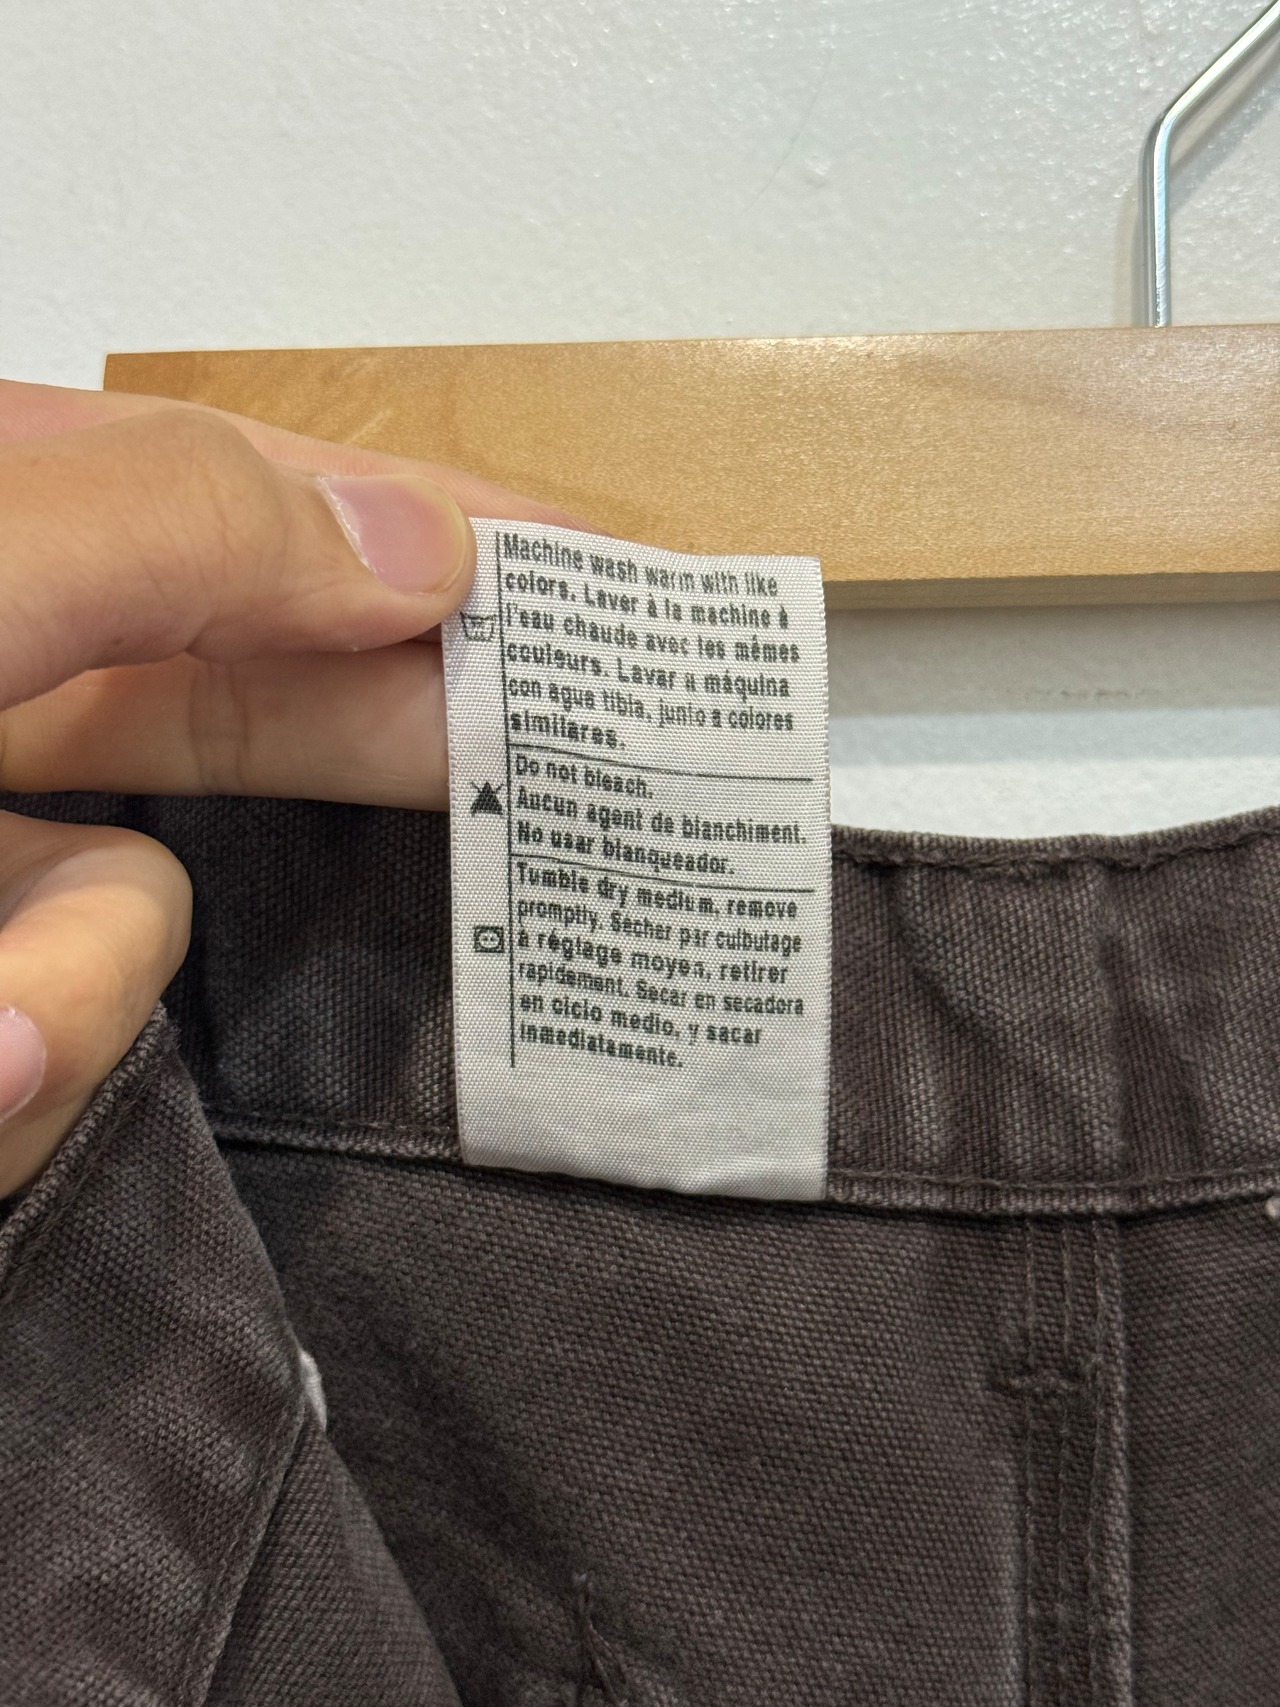 Machine wash warm with like
colors. Laver à la machine à
l'eau chaude avec les mêmes
couleurs. Lavar a máquina
con agua tibia, junto a colores
similares.
Do not bleach.
Aucun agent de blanchiment.
No usar blanqueador.
Tumble dry medium, remove
promptly. Sécher par culbutage
à réglage moyen, retirer
rapidement. Secar en secadora
en ciclo medio, y sacar
inmediatamente.